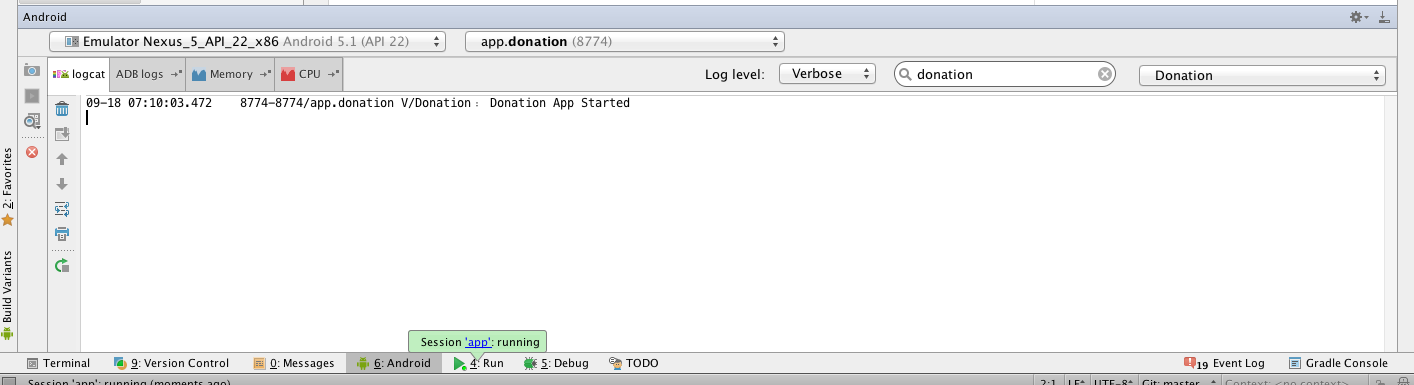 Android
Emulator Nexus_5_API_22_x86 Android 5.1 (API 22)
app.donation (8774)
logcat
ADB logs
Memory
CPU
Log level:
Verbose
donation
Donation
09-18 07:10:03.472    8774-8774/app.donation V/Donation﹕ Donation App Started
2: Favorites
Build Variants
Session 'app': running
Terminal
9: Version Control
0: Messages
6: Android
4: Run
5: Debug
TODO
19 Event Log
Gradle Console
Session 'app': running (moments ago)
2:1
LF
UTF-8
Git: master
Context: <no context>